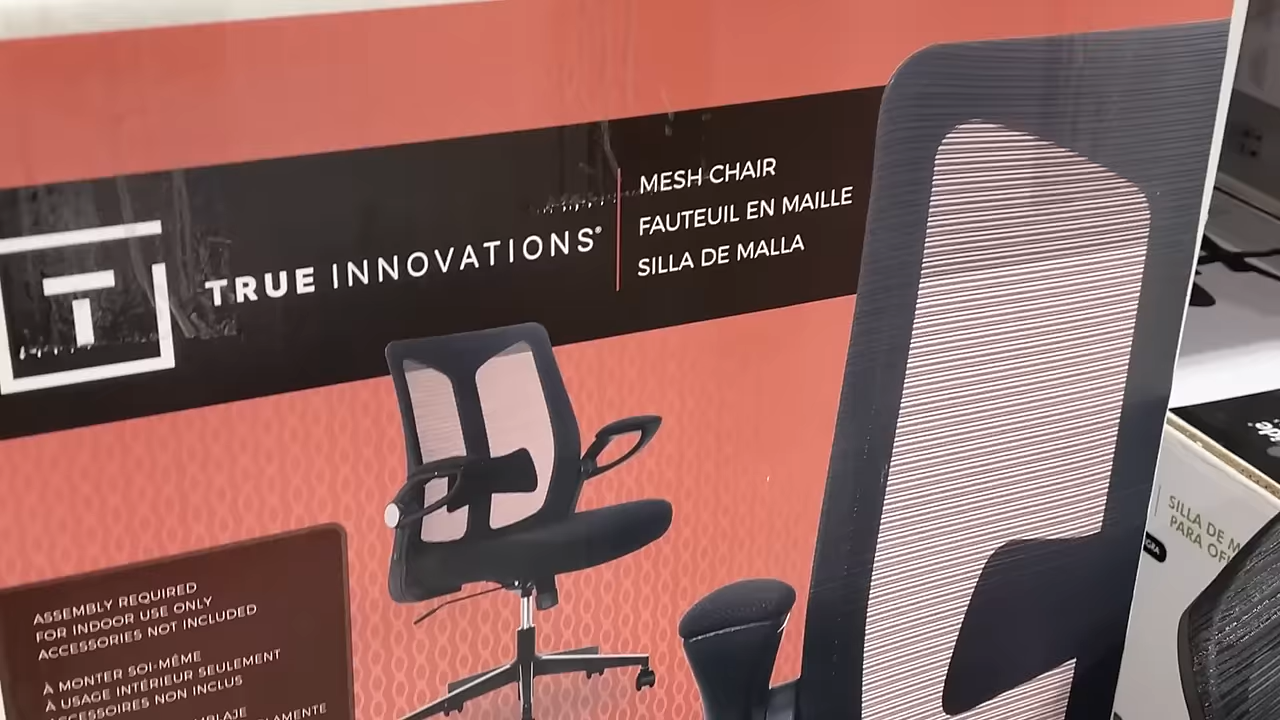 TRUE INNOVATIONS®
MESH CHAIR
FAUTEUIL EN MAILLE
SILLA DE MALLA
ASSEMBLY REQUIRED
FOR INDOOR USE ONLY
ACCESSORIES NOT INCLUDED
À MONTER SOI-MÊME
À USAGE INTÉRIEUR SEULEMENT
ACCESSOIRES NON INCLUS
SILLA DE
PARA